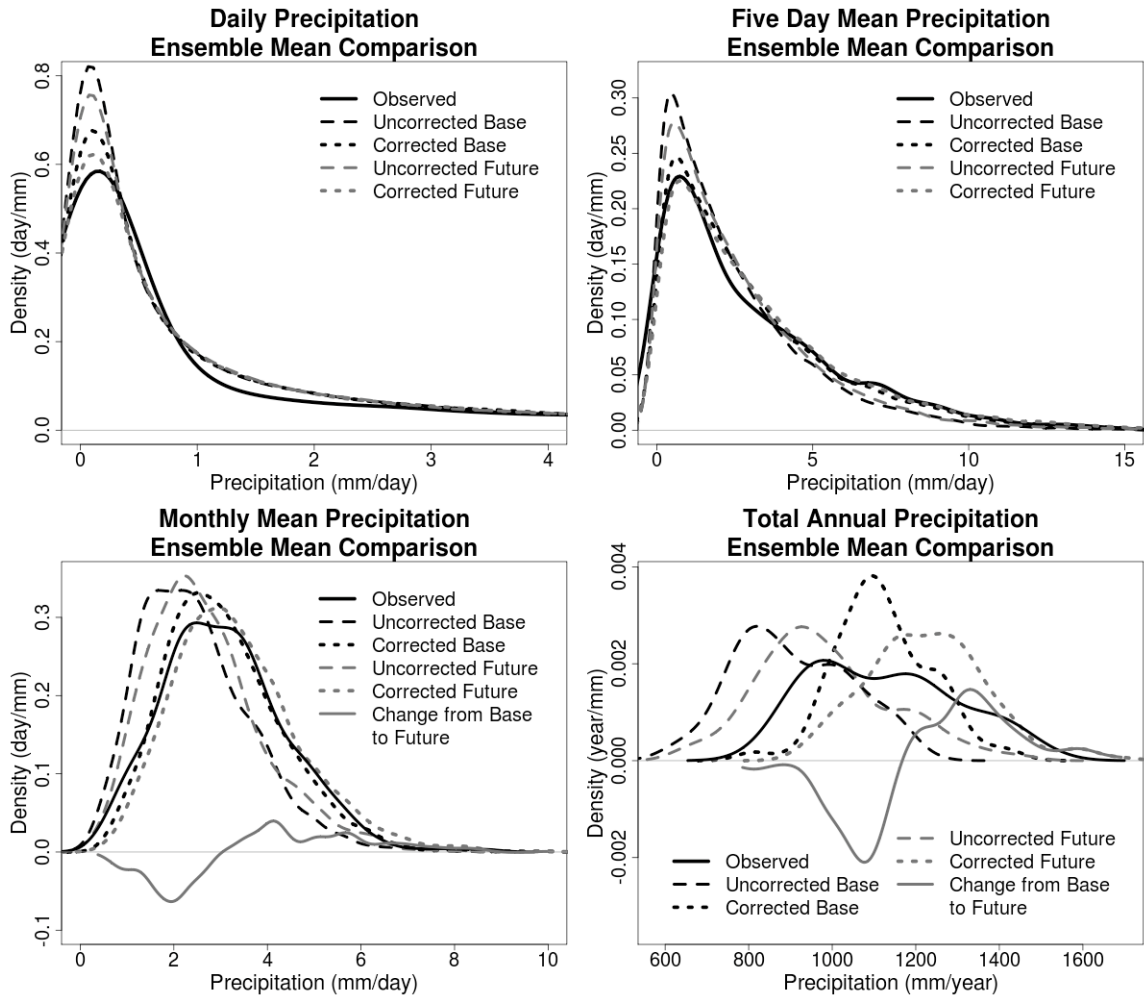 Daily Precipitation
Ensemble Mean Comparison
Density (day/mm)
0.0
0.2
0.4
0.6
0.8
Observed
Uncorrected Base
Corrected Base
Uncorrected Future
Corrected Future
0
1
2
3
4
Precipitation (mm/day)
Five Day Mean Precipitation
Ensemble Mean Comparison
Density (day/mm)
0.00
0.05
0.10
0.15
0.20
0.25
0.30
Observed
Uncorrected Base
Corrected Base
Uncorrected Future
Corrected Future
0
5
10
15
Precipitation (mm/day)
Monthly Mean Precipitation
Ensemble Mean Comparison
Density (day/mm)
-0.1
0.0
0.1
0.2
0.3
Observed
Uncorrected Base
Corrected Base
Uncorrected Future
Corrected Future
Change from Base
to Future
0
2
4
6
8
10
Precipitation (mm/day)
Total Annual Precipitation
Ensemble Mean Comparison
Density (year/mm)
-0.002
0.000
0.002
0.004
Observed
Uncorrected Base
Corrected Base
Uncorrected Future
Corrected Future
Change from Base
to Future
600
800
1000
1200
1400
1600
Precipitation (mm/year)